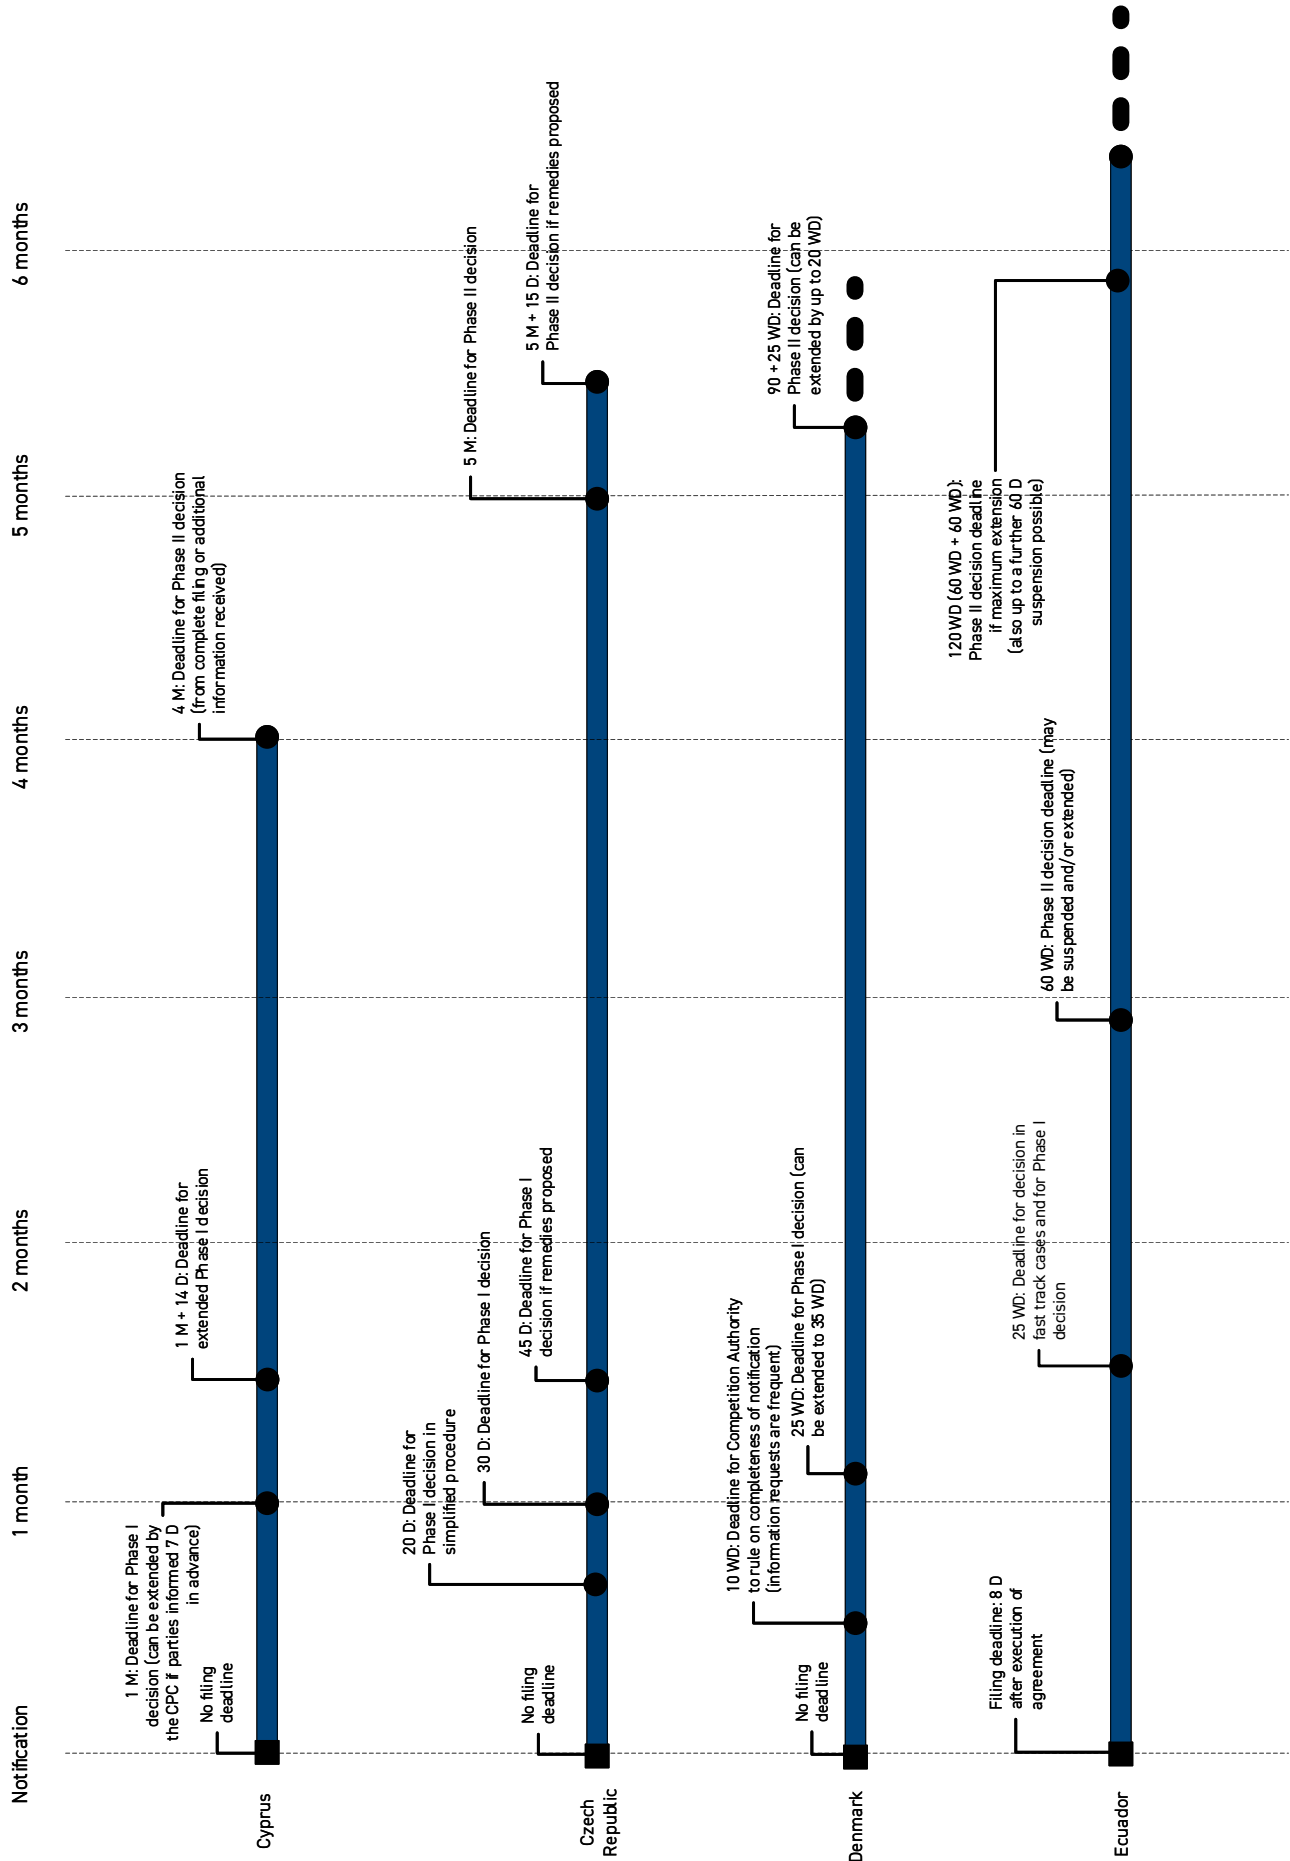 Notification
1 month
2 months
3 months
4 months
5 months
6 months
Cyprus
No filing
deadline
1 M: Deadline for Phase I
decision (can be extended by
the CPC if parties informed 7 D
in advance)
1 M + 14 D: Deadline for
extended Phase I decision
4 M: Deadline for Phase II decision
(from complete filing or additional
information received)
Czech
Republic
No filing
deadline
20 D: Deadline for
Phase I decision in
simplified procedure
30 D: Deadline for Phase I decision
45 D: Deadline for Phase I
decision if remedies proposed
5 M: Deadline for Phase II decision
5 M + 15 D: Deadline for
Phase II decision if remedies proposed
Denmark
No filing
deadline
10 WD: Deadline for Competition Authority
to rule on completeness of notification
(information requests are frequent)
25 WD: Deadline for Phase I decision (can
be extended to 35 WD)
90 +25 WD: Deadline for
Phase II decision (can be
extended by up to 20 WD)
Ecuador
Filing deadline: 8 D
after execution of
agreement
25 WD: Deadline for decision in
fast track cases and for Phase I
decision
60 WD: Phase II decision deadline (may
be suspended and/or extended)
120 WD (60 WD + 60 WD):
Phase II decision deadline
if maximum extension
(also up to a further 60 D
suspension possible)